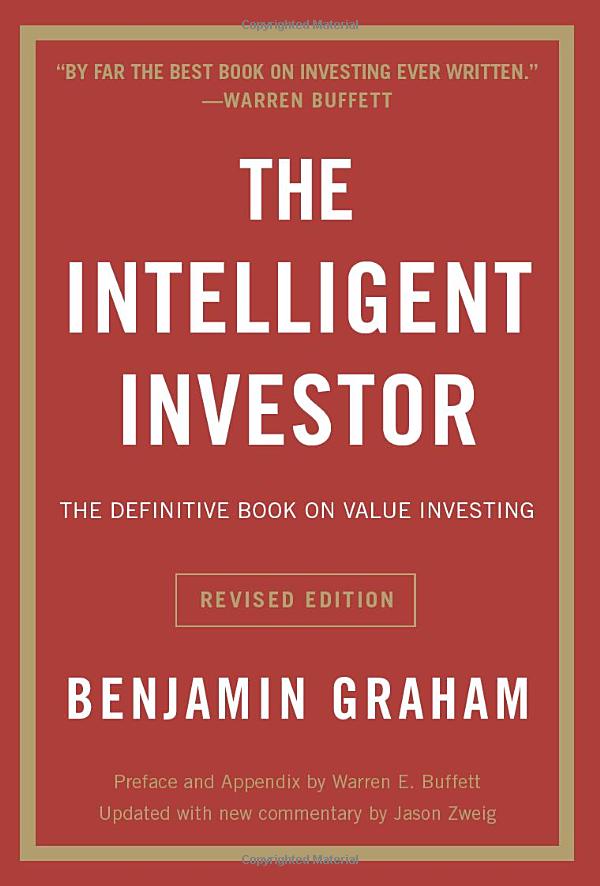 Copyrighted Material
“BY FAR THE BEST BOOK ON INVESTING EVER WRITTEN.”
—WARREN BUFFETT
THE
INTELLIGENT
INVESTOR
THE DEFINITIVE BOOK ON VALUE INVESTING
REVISED EDITION
BENJAMIN GRAHAM
Preface and Appendix by Warren E. Buffett
Updated with new commentary by Jason Zweig
Copyrighted Material